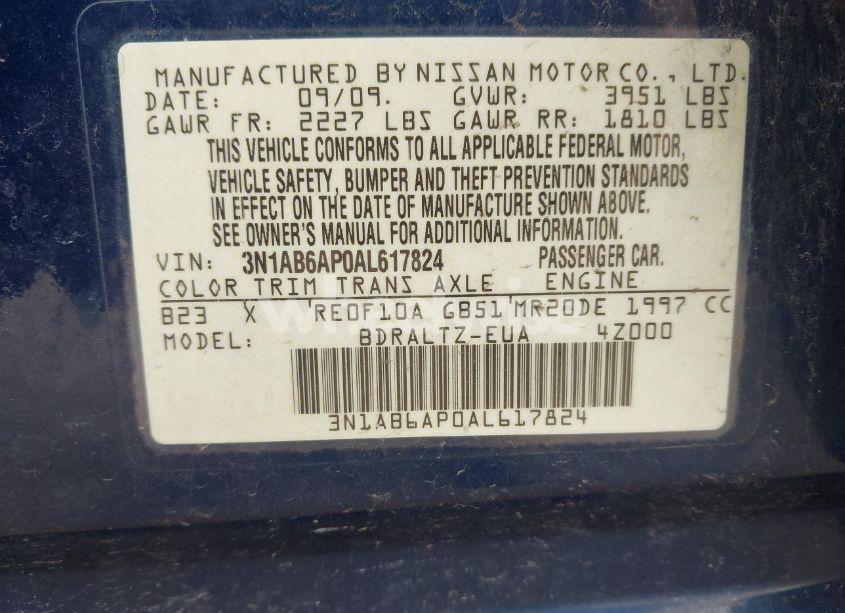 MANUFACTURED BY NISSAN MOTOR CO., LTD.
DATE: 09/09. GVWR: 3951 LBS
GAWR FR: 2227 LBS GAWR RR: 1810 LBS
THIS VEHICLE CONFORMS TO ALL APPLICABLE FEDERAL MOTOR,
VEHICLE SAFETY, BUMPER AND THEFT PREVENTION STANDARDS
IN EFFECT ON THE DATE OF MANUFACTURE SHOWN ABOVE.
SEE OWNER'S MANUAL FOR ADDITIONAL INFORMATION.
VIN: 3N1AB6AP0AL617824 PASSENGER CAR.
COLOR TRIM TRANS AXLE ENGINE
B23 X RE0F10A GB51 MR20DE 1997 CC
MODEL: BDRALTZ-EUA 4Z000
3N1AB6AP0AL617824